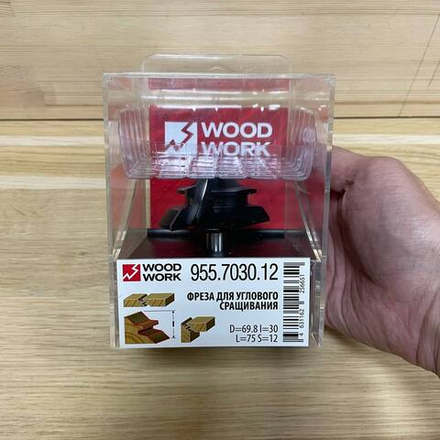 WOOD
WORK
WOOD
WORK
955.7030.12
ФРЕЗА ДЛЯ УГЛОВОГО
СРАЩИВАНИЯ
D=69.8 I=30
L=75 S=12